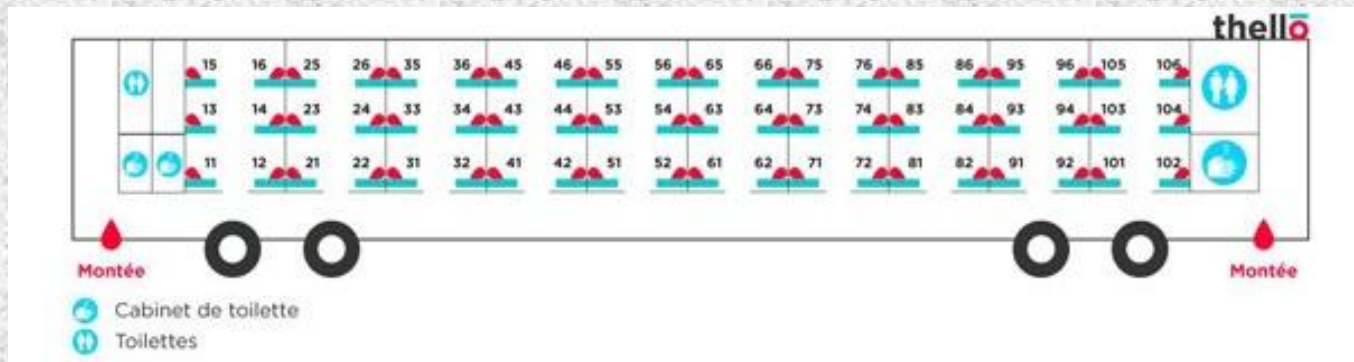 thellō
15 16 25 26 35 36 45 46 55 56 65 66 75 76 85 86 95 96 105 106
13 14 23 24 33 34 43 44 53 54 63 64 73 74 83 84 93 94 103 104
11 12 21 22 31 32 41 42 51 52 61 62 71 72 81 82 91 92 101 102
Montée Montée
Cabinet de toilette
Toilettes